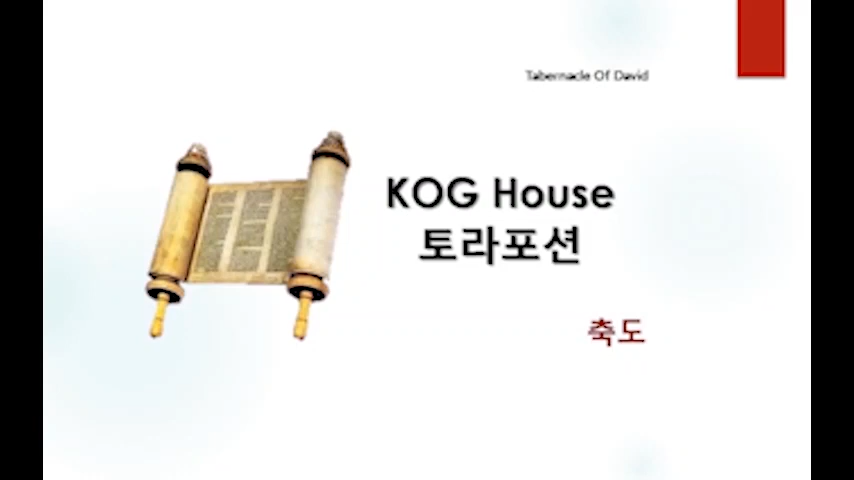 Tabernacle Of David
KOG House
토라포션
축도